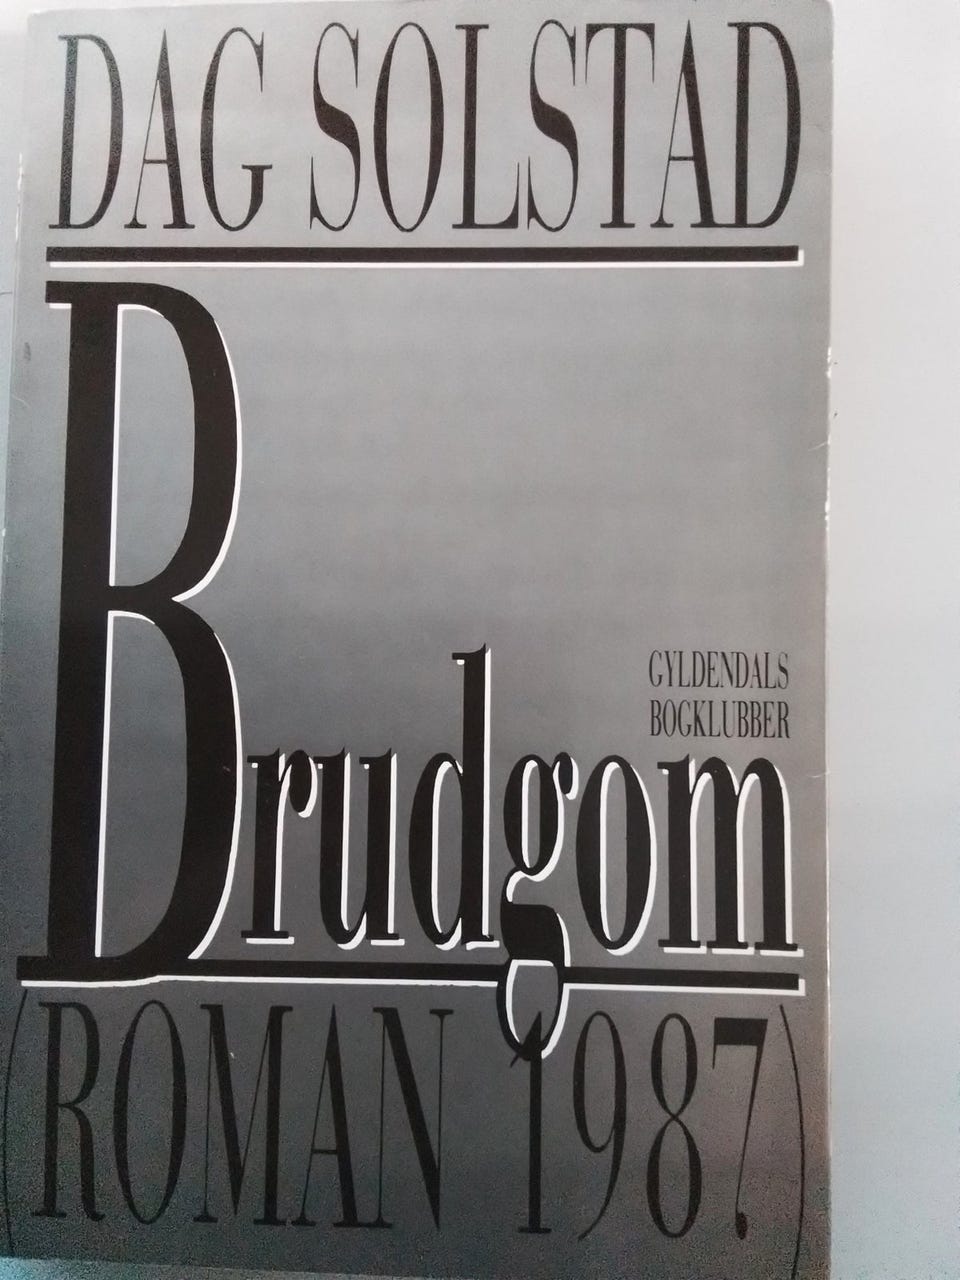 DAG SOLSTAD
Brudgom
GYLDENDALS
BOGKLUBBER
(ROMAN 1987)